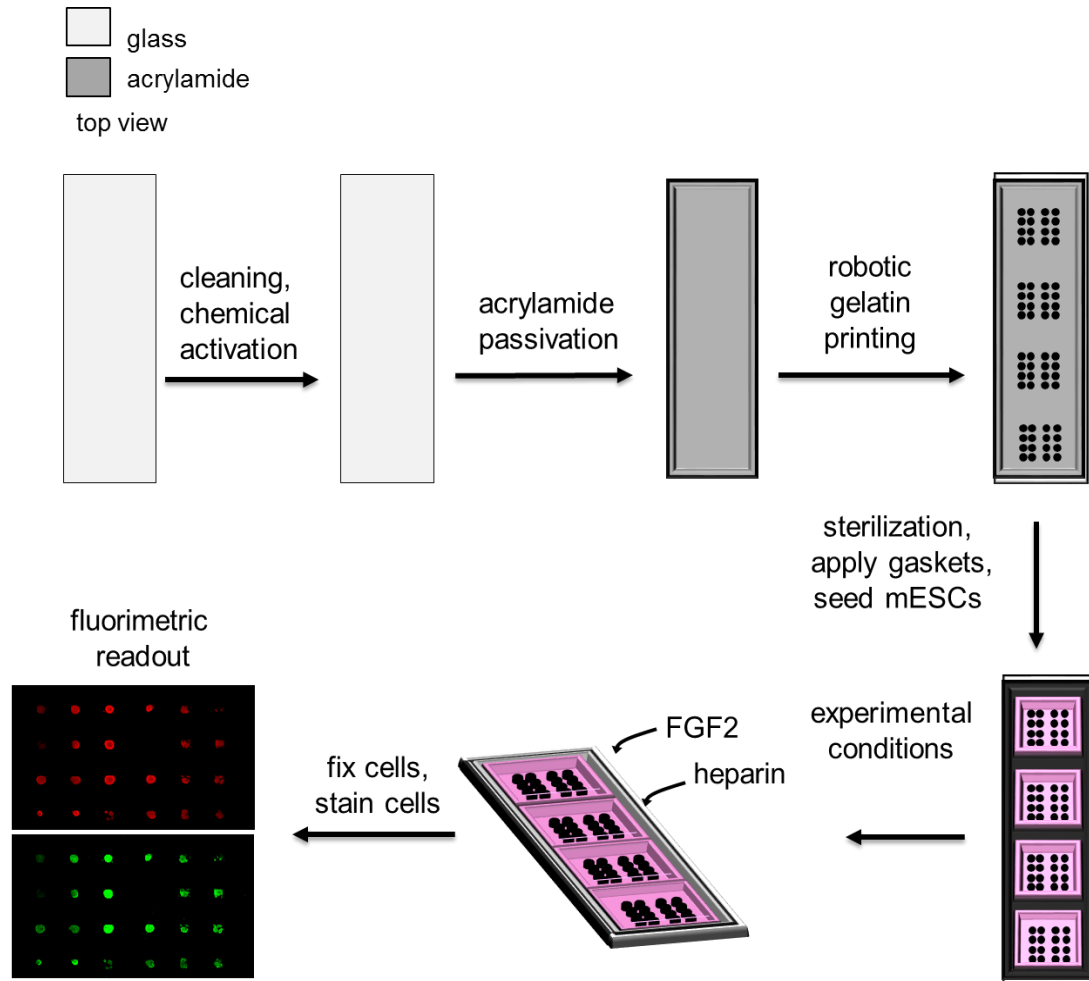 glass
acrylamide
top view
cleaning,
chemical
activation
acrylamide
passivation
robotic
gelatin
printing
sterilization,
apply gaskets,
seed mESCs
experimental
conditions
FGF2
heparin
fix cells,
stain cells
fluorimetric
readout